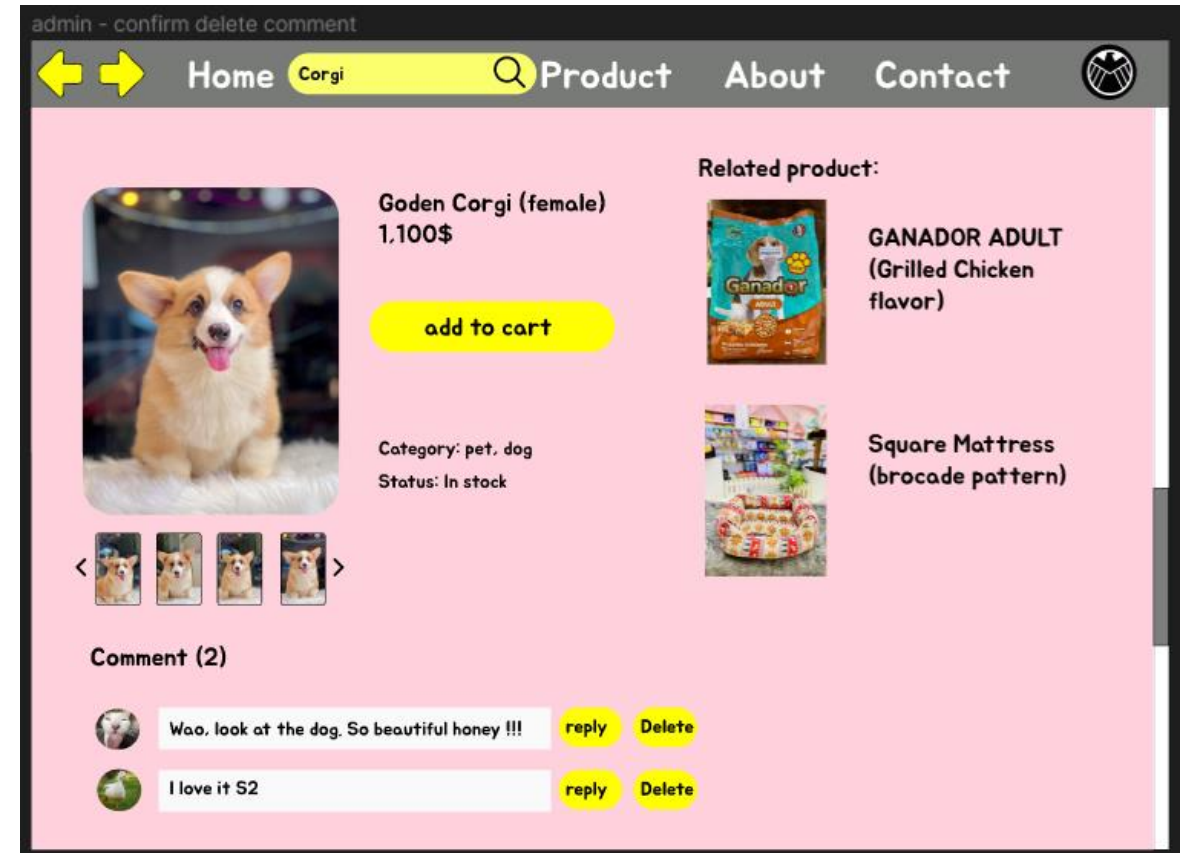 admin - confirm delete comment
Home
Corgi
Product
About
Contact
Related product:
Goden Corgi (female)
1,100$
add to cart
Category: pet, dog
Status: In stock
Ganador
ADULT
GANADOR ADULT
(Grilled Chicken
flavor)
Square Mattress
(brocade pattern)
Comment (2)
Wao, look at the dog. So beautiful honey !!!
reply
Delete
I love it S2
reply
Delete